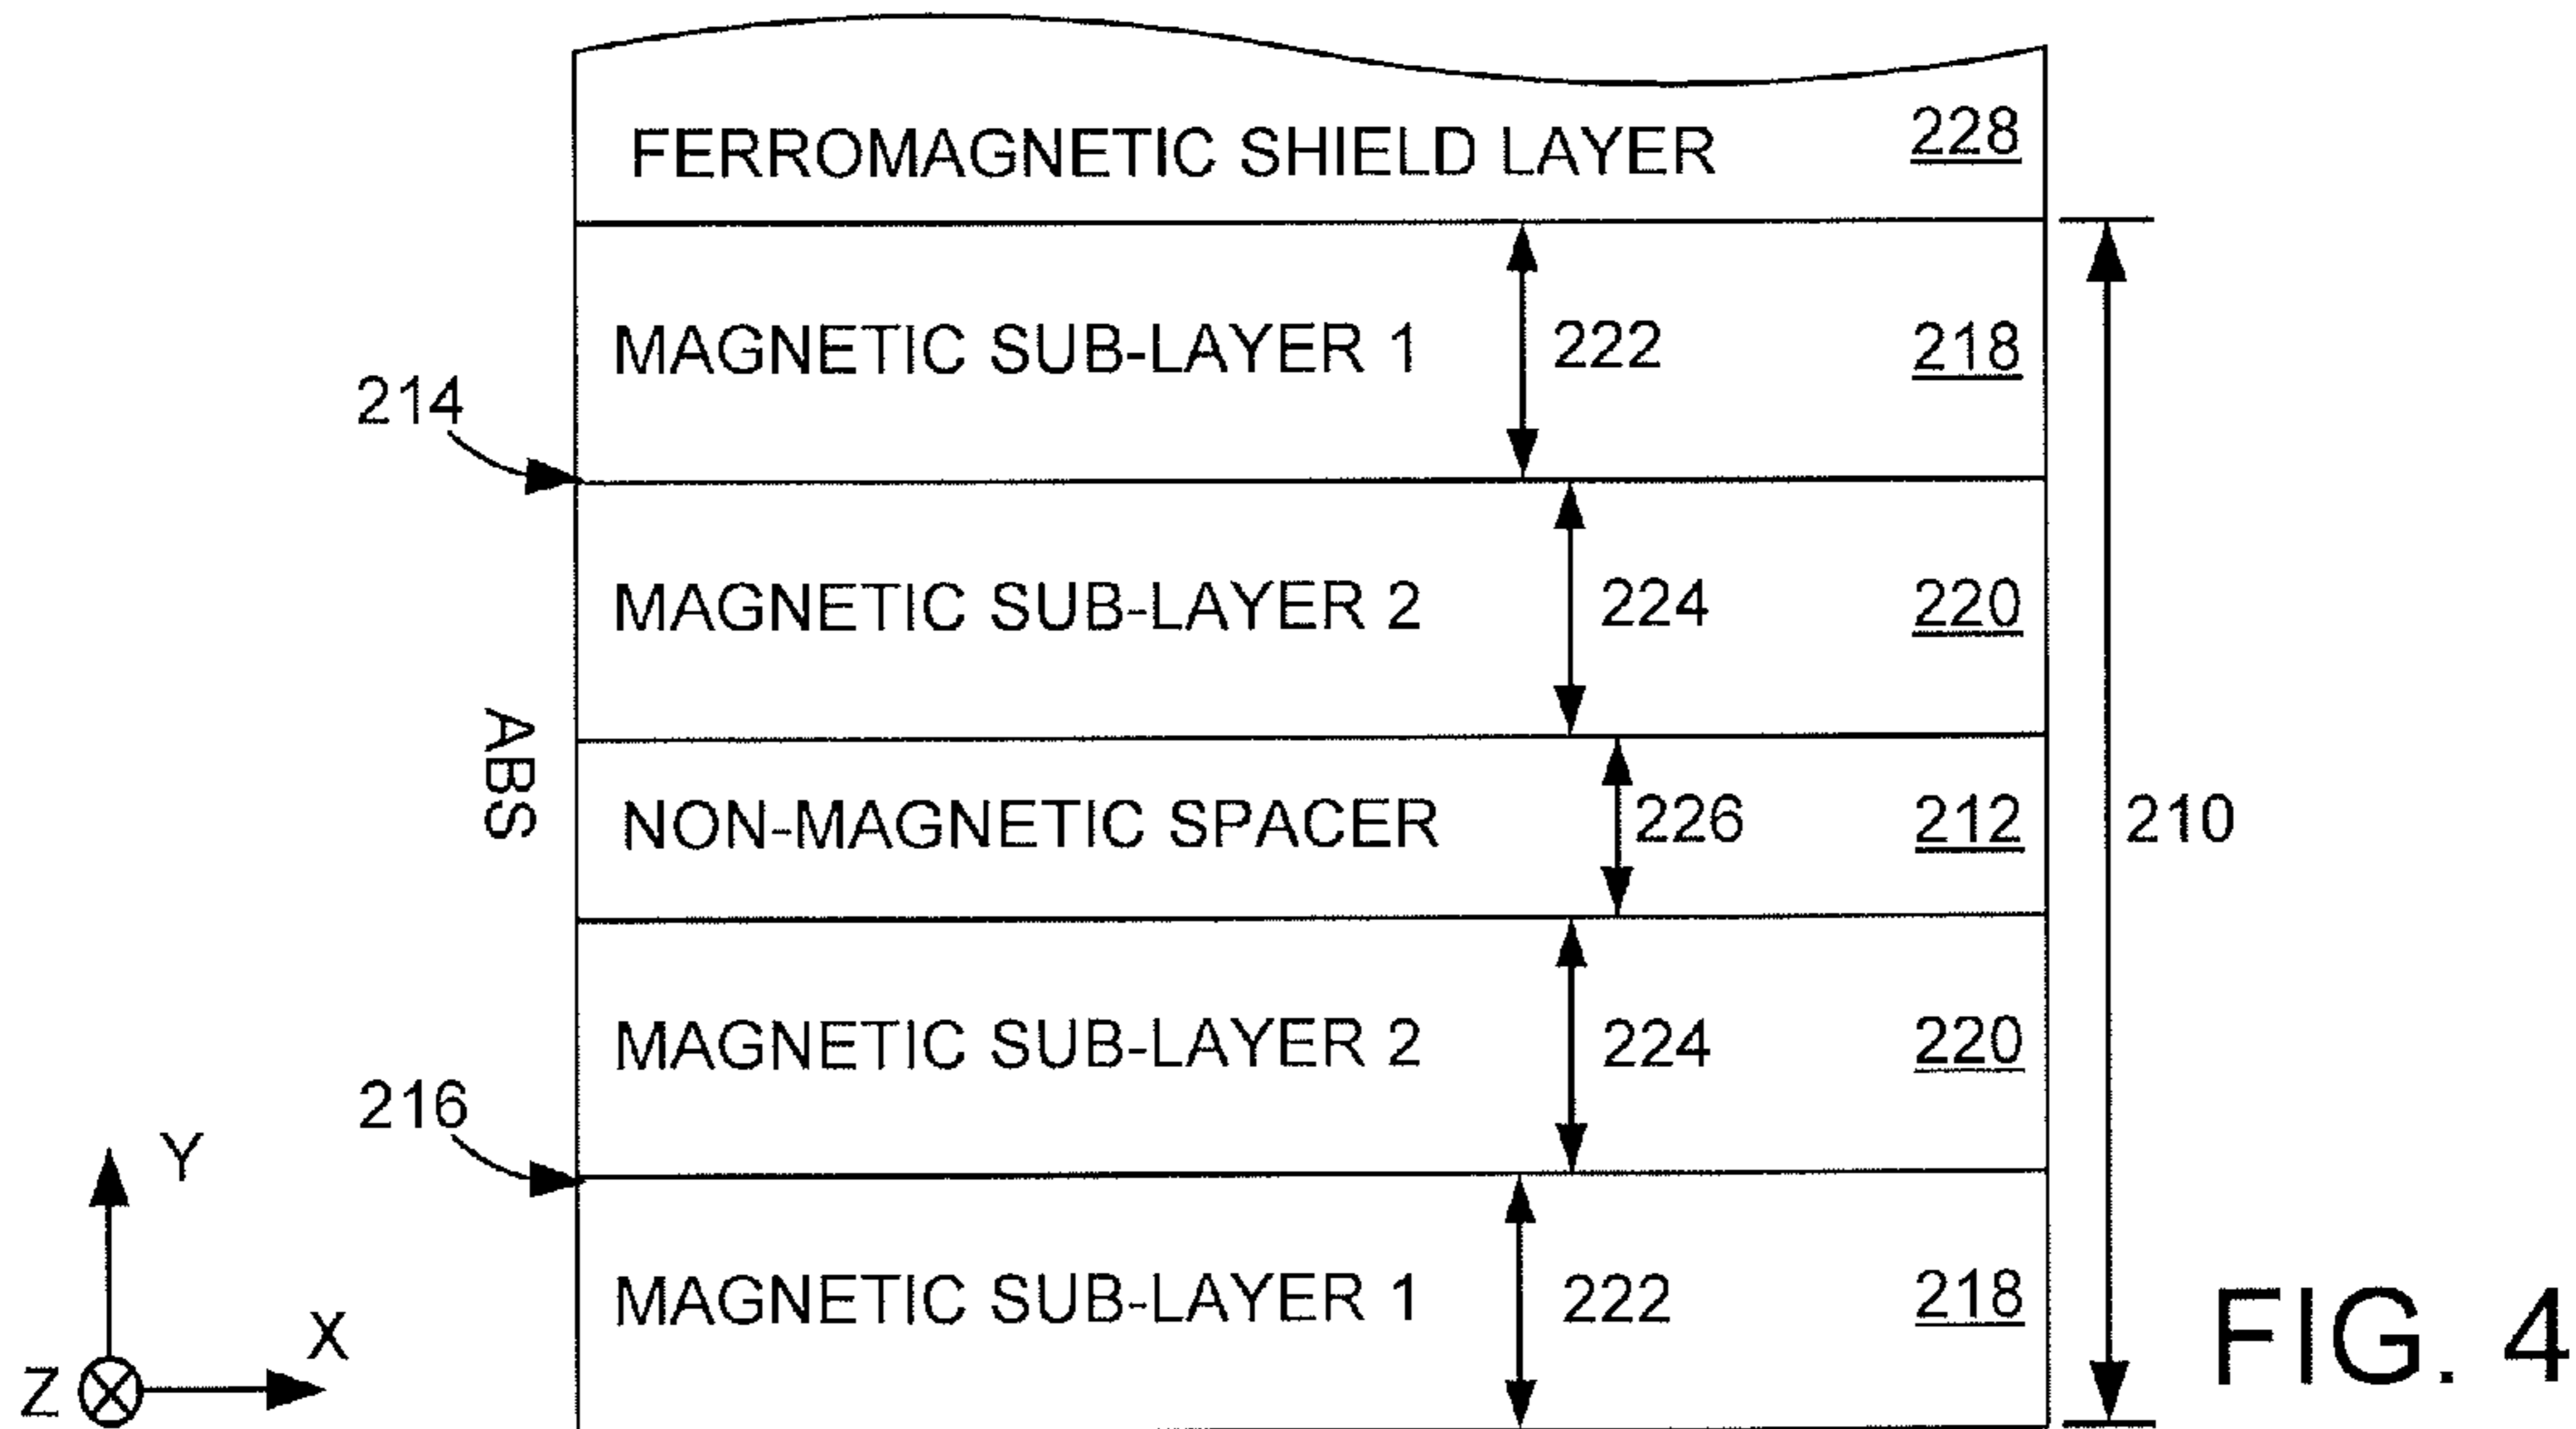 FERROMAGNETIC SHIELD LAYER 228
MAGNETIC SUB-LAYER 1 222 218
214
MAGNETIC SUB-LAYER 2 224 220
ABS
NON-MAGNETIC SPACER 226 212 210
MAGNETIC SUB-LAYER 2 224 220
216
Y
MAGNETIC SUB-LAYER 1 222 218
X
Z
FIG. 4